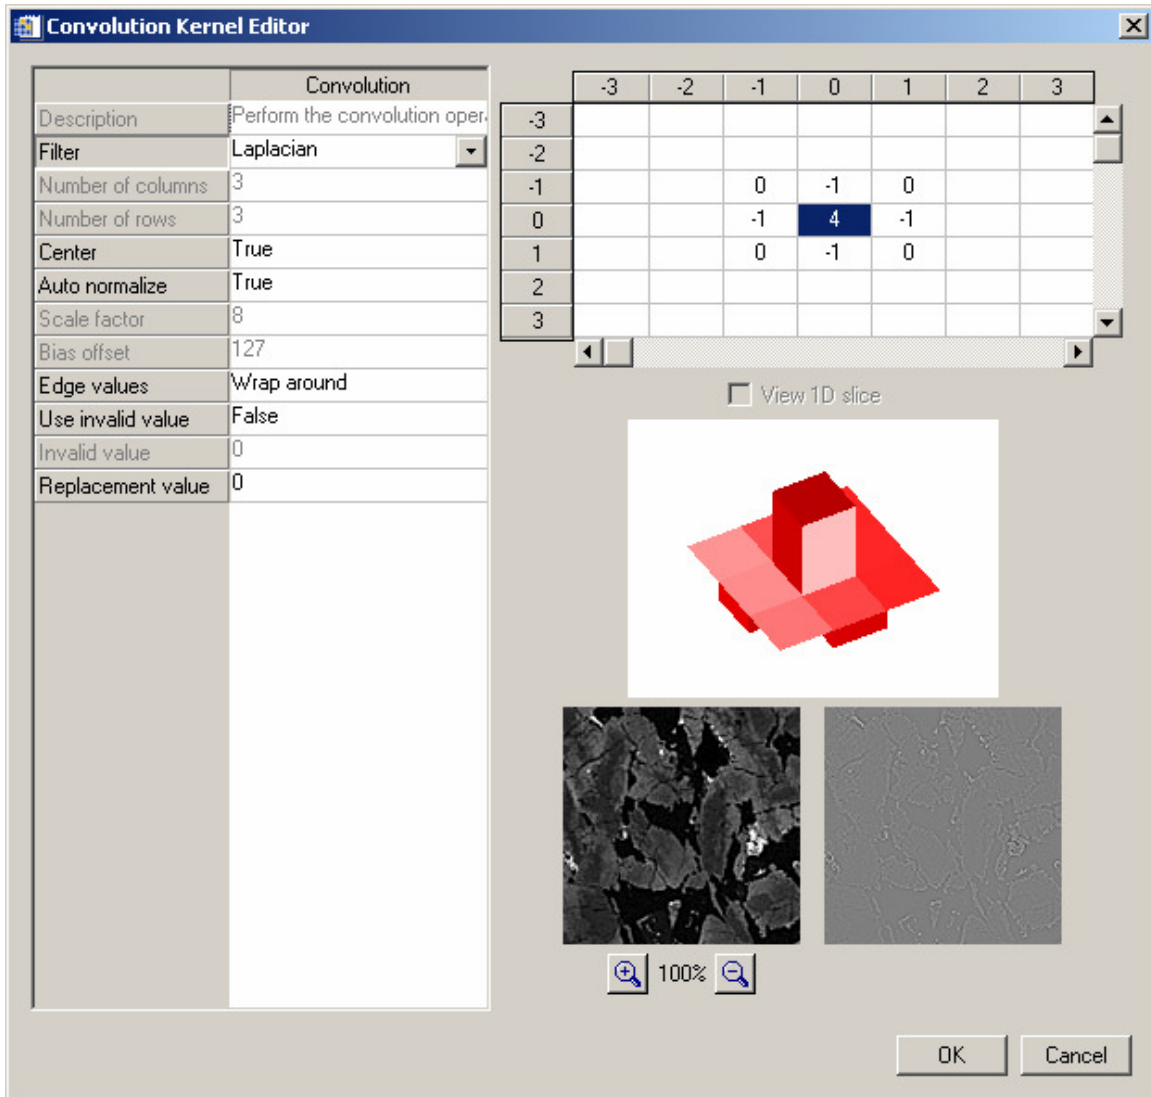 Convolution Kernel Editor
Convolution
Description Perform the convolution oper
Filter Laplacian
Number of columns 3
Number of rows 3
Center True
Auto normalize True
Scale factor 8
Bias offset 127
Edge values Wrap around
Use invalid value False
Invalid value 0
Replacement value 0
-3 -2 -1 0 1 2 3
-3
-2
-1 0 -1 0
0 -1 4 -1
1 0 -1 0
2
3
View 1D slice
100%
OK Cancel